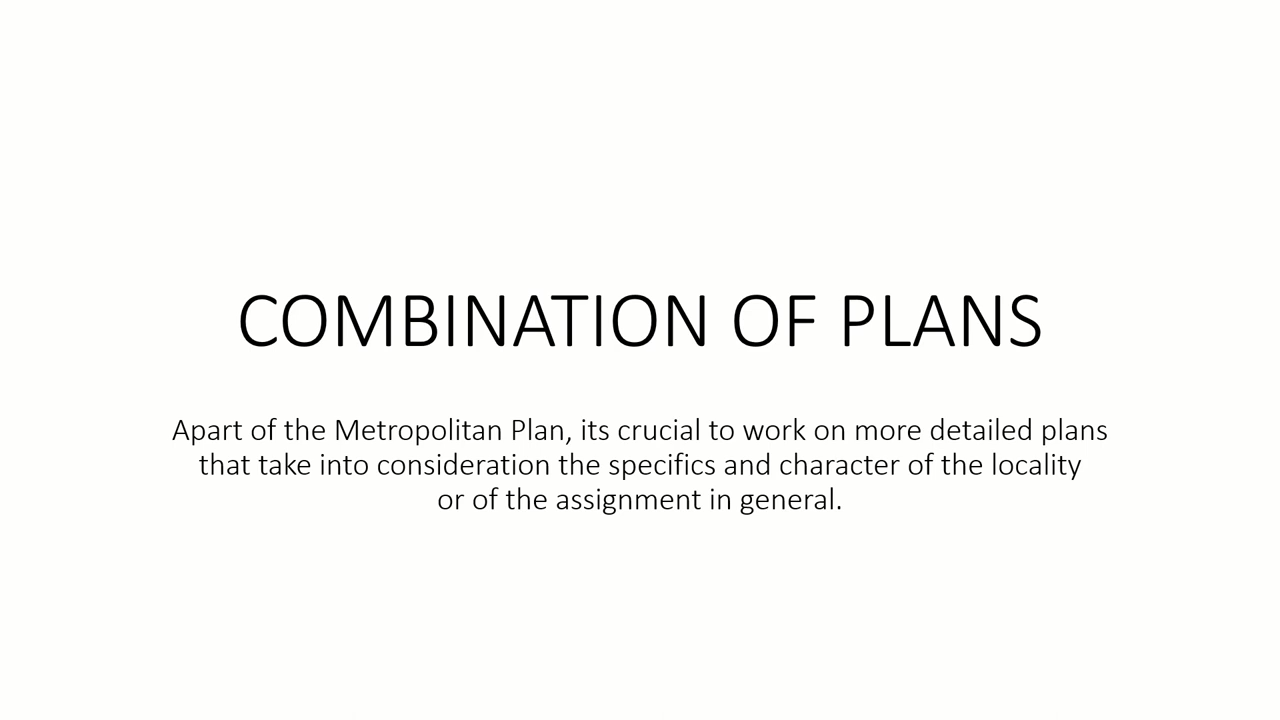 COMBINATION OF PLANS
Apart of the Metropolitan Plan, its crucial to work on more detailed plans
that take into consideration the specifics and character of the locality
or of the assignment in general.